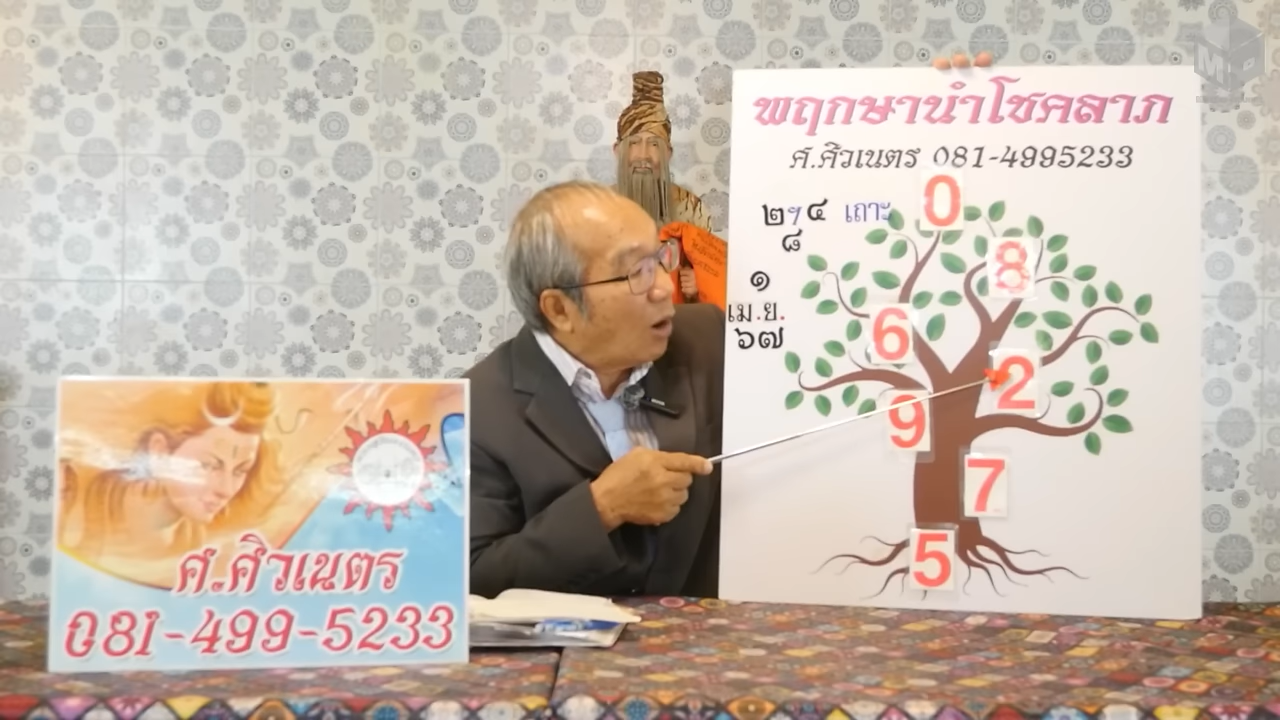 พฤกษานำโชคลาภ
ศ.ศิวเนตร 081-4995233
๒ฯ๔ เถาะ
๘
๑
เม.ย.
๖๗
0
8
6
2
9
7
5
ศ.ศิวเนตร
081-499-5233